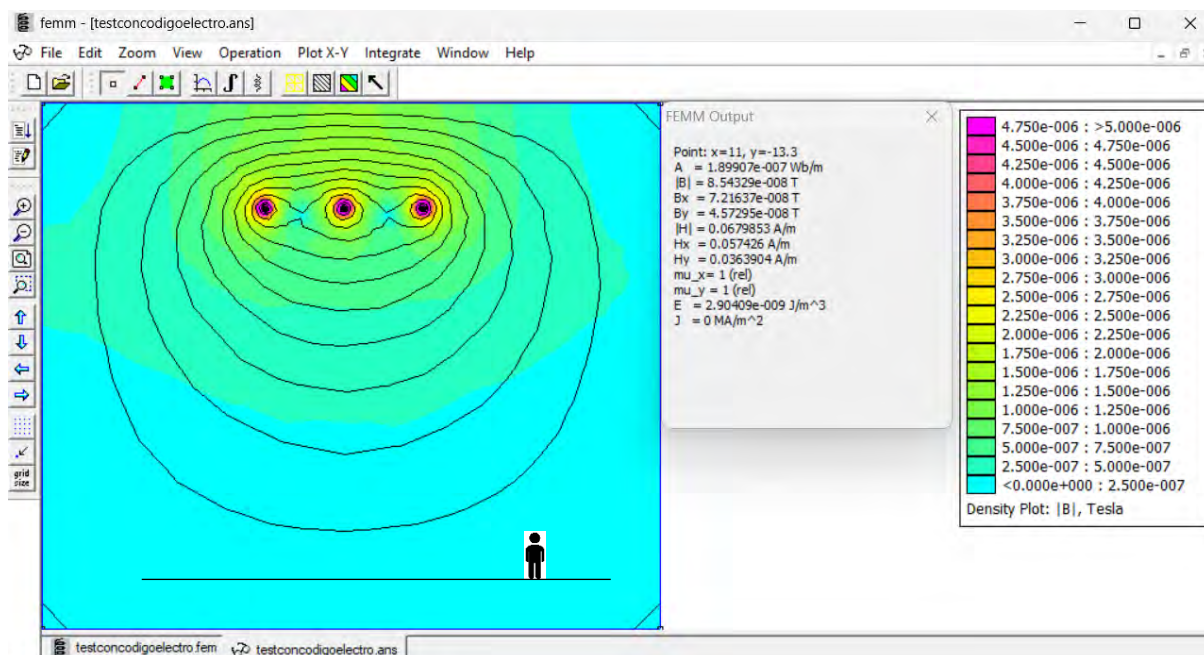 femm - [testconcodigoelectro.ans]
File Edit Zoom View Operation Plot X-Y Integrate Window Help
FEMM Output
Point: x=11, y=-13.3
A = 1.89907e-007 Wb/m
|B| = 8.54329e-008 T
Bx = 7.21637e-008 T
By = 4.57295e-008 T
|H| = 0.0679853 A/m
Hx = 0.057426 A/m
Hy = 0.0363904 A/m
mu_x= 1 (rel)
mu_y = 1 (rel)
E = 2.90409e-009 J/m^3
J = 0 MA/m^2
4.750e-006 : >5.000e-006
4.500e-006 : 4.750e-006
4.250e-006 : 4.500e-006
4.000e-006 : 4.250e-006
3.750e-006 : 4.000e-006
3.500e-006 : 3.750e-006
3.250e-006 : 3.500e-006
3.000e-006 : 3.250e-006
2.750e-006 : 3.000e-006
2.500e-006 : 2.750e-006
2.250e-006 : 2.500e-006
2.000e-006 : 2.250e-006
1.750e-006 : 2.000e-006
1.500e-006 : 1.750e-006
1.250e-006 : 1.500e-006
1.000e-006 : 1.250e-006
7.500e-007 : 1.000e-006
5.000e-007 : 7.500e-007
2.500e-007 : 5.000e-007
<0.000e+000 : 2.500e-007
Density Plot: |B|, Tesla
grid
size
testconcodigoelectro.fem testconcodigoelectro.ans